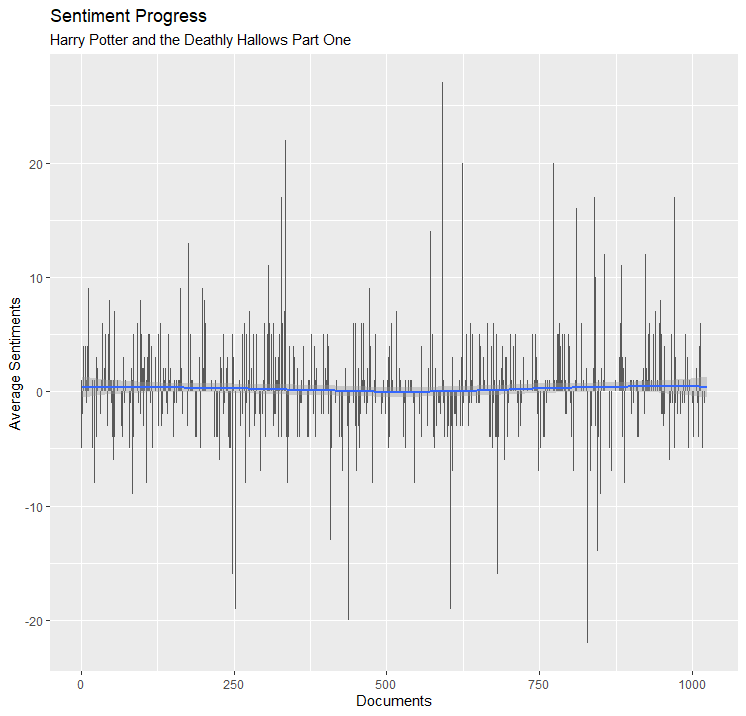 Sentiment Progress
Harry Potter and the Deathly Hallows Part One
Average Sentiments
20
10
0
-10
-20
0 250 500 750 1000
Documents